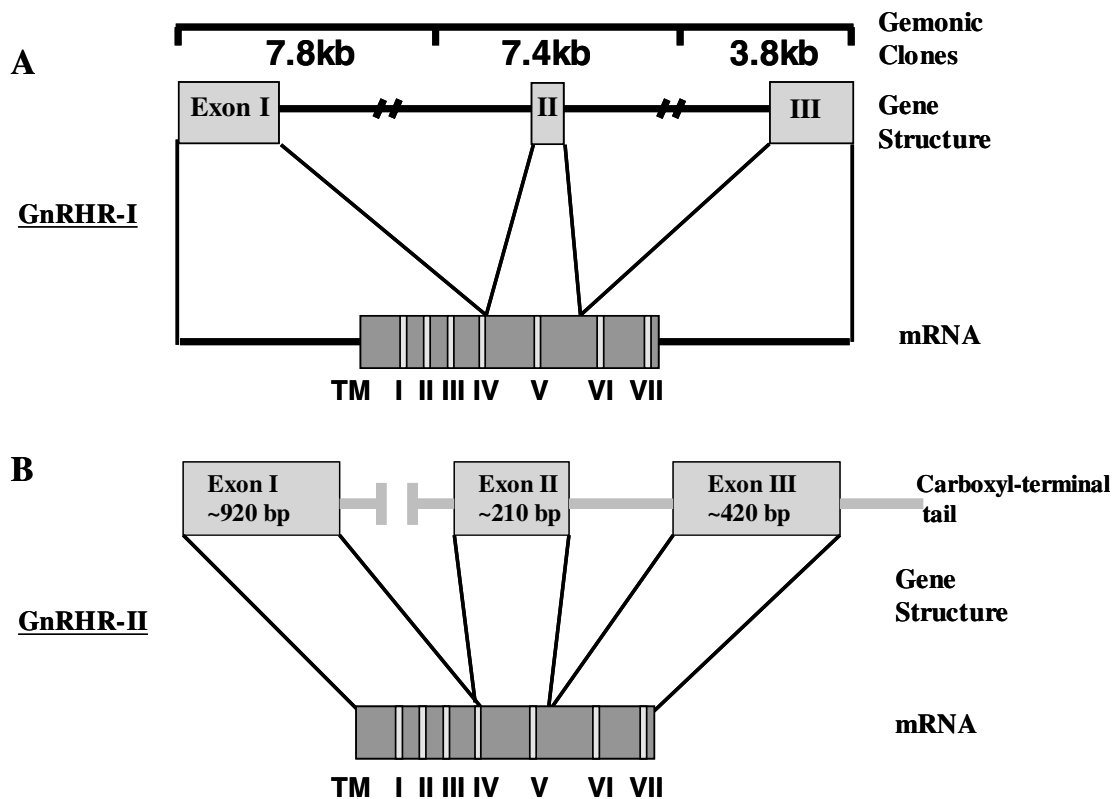 Gemonic
Clones
7.8kb 7.4kb 3.8kb
A
Exon I II III
Gene
Structure
GnRHR-I
mRNA
TM I II III IV V VI VII
B
Exon I
~920 bp
Exon II
~210 bp
Exon III
~420 bp
Carboxyl-terminal
tail
Gene
Structure
GnRHR-II
mRNA
TM I II III IV V VI VII